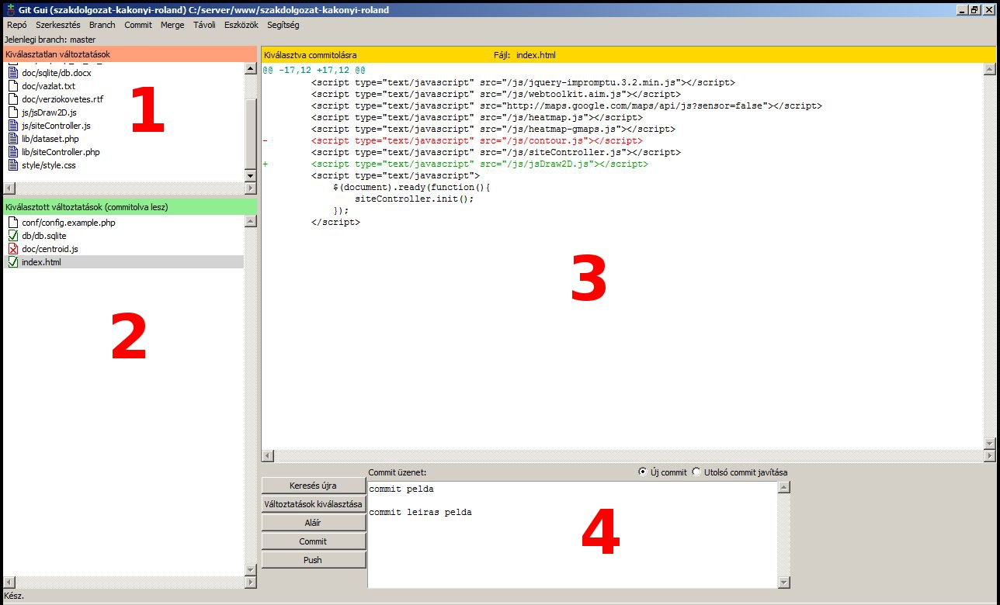 Git Gui (szakdolgozat-kakonyi-roland) C:/server/www/szakdolgozat-kakonyi-roland
Repó Szerkesztés Branch Commit Merge Távoli Eszközök Segítség
Jelenlegi branch: master
Kiválasztatlan változtatások
doc/sqlite/db.docx
doc/vazlat.txt
doc/verziokovetes.rtf
js/jsDraw2D.js
js/siteController.js
lib/dataset.php
lib/siteController.php
style/style.css
1
Kiválasztott változtatások (commitolva lesz)
conf/config.example.php
db/db.sqlite
doc/centroid.js
index.html
2
Kiválasztva commitolásra Fájl: index.html
@@ -17,12 +17,12 @@
<script type="text/javascript" src="/js/jquery-impromptu.3.2.min.js"></script>
<script type="text/javascript" src="/js/webtoolkit.aim.js"></script>
<script type="text/javascript" src="http://maps.google.com/maps/api/js?sensor=false"></script>
<script type="text/javascript" src="/js/heatmap.js"></script>
<script type="text/javascript" src="/js/heatmap-gmaps.js"></script>
- <script type="text/javascript" src="/js/contour.js"></script>
<script type="text/javascript" src="/js/siteController.js"></script>
+ <script type="text/javascript" src="/js/jsDraw2D.js"></script>
<script type="text/javascript">
$(document).ready(function(){
siteController.init();
});
</script>
3
Commit üzenet: Új commit Utolsó commit javítása
Keresés újra
Változtatások kiválasztása
Aláír
Commit
Push
commit pelda
commit leiras pelda
4
Kész.